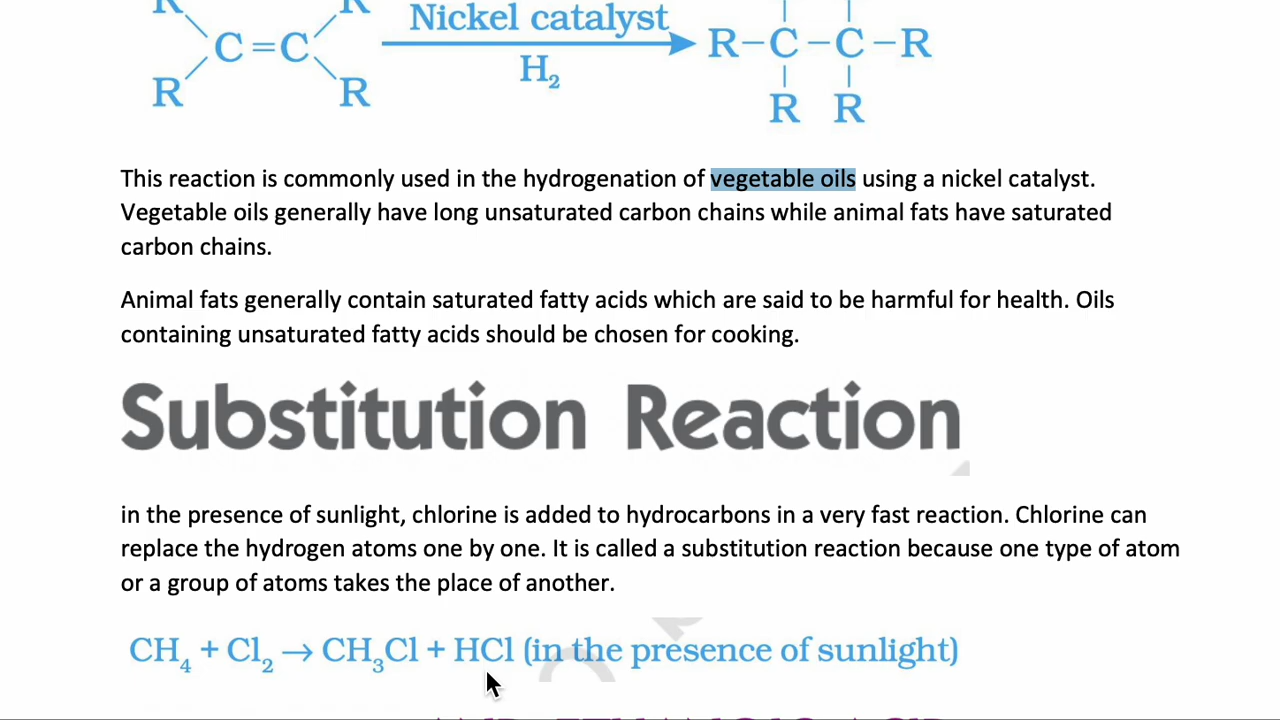 R R
Nickel catalyst
C=C
R–C–C–R
H₂
R R
R R
This reaction is commonly used in the hydrogenation of vegetable oils using a nickel catalyst.
Vegetable oils generally have long unsaturated carbon chains while animal fats have saturated
carbon chains.
Animal fats generally contain saturated fatty acids which are said to be harmful for health. Oils
containing unsaturated fatty acids should be chosen for cooking.
Substitution Reaction
in the presence of sunlight, chlorine is added to hydrocarbons in a very fast reaction. Chlorine can
replace the hydrogen atoms one by one. It is called a substitution reaction because one type of atom
or a group of atoms takes the place of another.
CH₄ + Cl₂ → CH₃Cl + HCl (in the presence of sunlight)